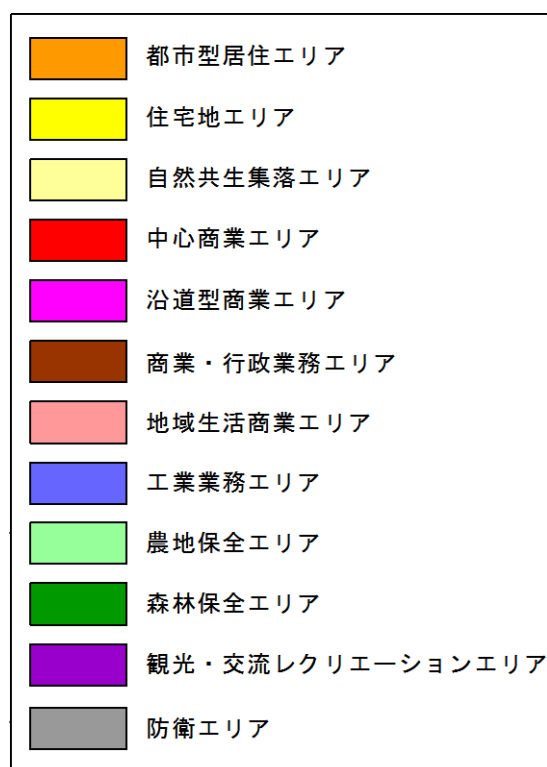 都市型居住エリア
住宅地エリア
自然共生集落エリア
中心商業エリア
沿道型商業エリア
商業・行政業務エリア
地域生活商業エリア
工業業務エリア
農地保全エリア
森林保全エリア
観光・交流レクリエーションエリア
防衛エリア